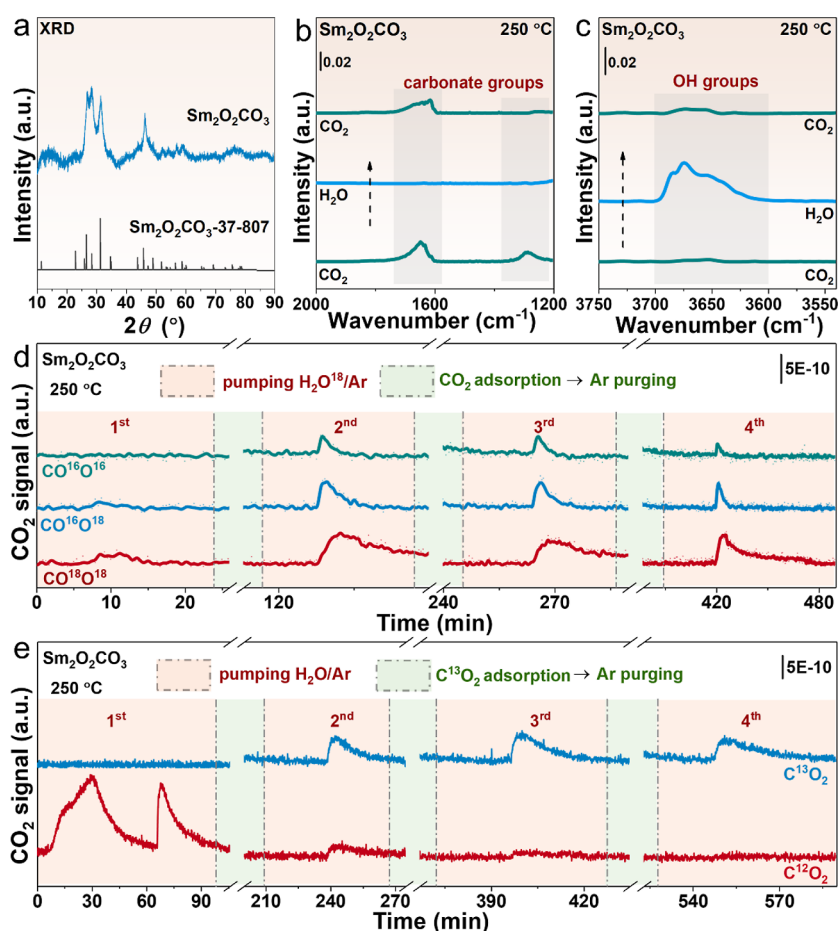 a
XRD
Sm₂O₂CO₃
Sm₂O₂CO₃-37-807
Intensity (a.u.)
10 20 30 40 50 60 70 80 90
2θ (°)
b
Sm₂O₂CO₃ 250 °C
0.02
carbonate groups
CO₂
H₂O
CO₂
Intensity (a.u.)
2000 1600 1200
Wavenumber (cm⁻¹)
c
Sm₂O₂CO₃ 250 °C
0.02
OH groups
CO₂
H₂O
CO₂
Intensity (a.u.)
3750 3700 3650 3600 3550
Wavenumber (cm⁻¹)
d
Sm₂O₂CO₃
250 °C
pumping H₂O¹⁸/Ar
CO₂ adsorption → Ar purging
5E-10
1ˢᵗ 2ⁿᵈ 3ʳᵈ 4ᵗʰ
CO¹⁶O¹⁶
CO¹⁶O¹⁸
CO¹⁸O¹⁸
CO₂ signal (a.u.)
0 10 20 120 240 270 420 480
Time (min)
e
Sm₂O₂CO₃
250 °C
pumping H₂O/Ar
C¹³O₂ adsorption → Ar purging
5E-10
1ˢᵗ 2ⁿᵈ 3ʳᵈ 4ᵗʰ
C¹³O₂
C¹²O₂
CO₂ signal (a.u.)
0 30 60 90 210 240 270 390 420 540 570
Time (min)